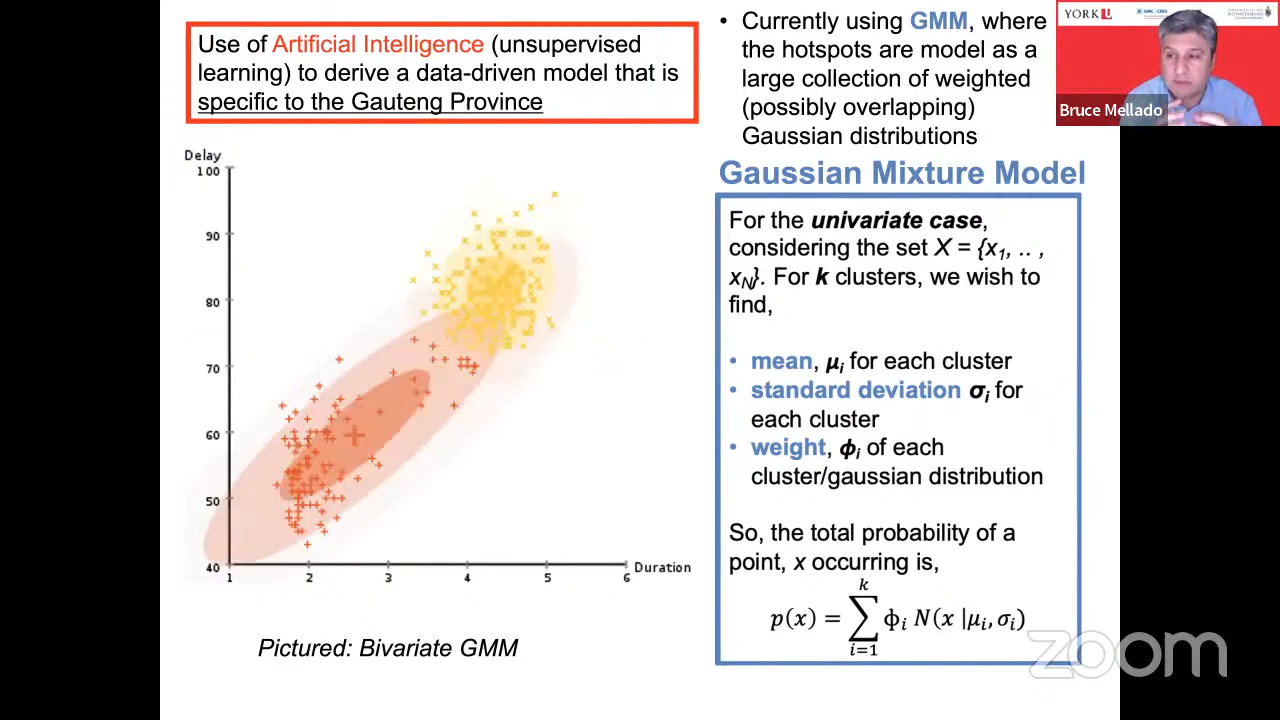 Use of Artificial Intelligence (unsupervised
learning) to derive a data-driven model that is
specific to the Gauteng Province
• Currently using GMM, where
the hotspots are model as a
large collection of weighted
(possibly overlapping)
Gaussian distributions
YORK U
Bruce Mellado
Delay
100
90
80
70
60
50
40
1 2 3 4 5 6
Duration
Pictured: Bivariate GMM
Gaussian Mixture Model
For the univariate case,
considering the set X = {x₁, .. ,
x_N}. For k clusters, we wish to
find,
• mean, μᵢ for each cluster
• standard deviation σᵢ for
each cluster
• weight, ϕᵢ of each
cluster/gaussian distribution
So, the total probability of a
point, x occurring is,
p(x) = ∑_{i=1}^{k} ϕᵢ N(x |μᵢ, σᵢ)
zoom